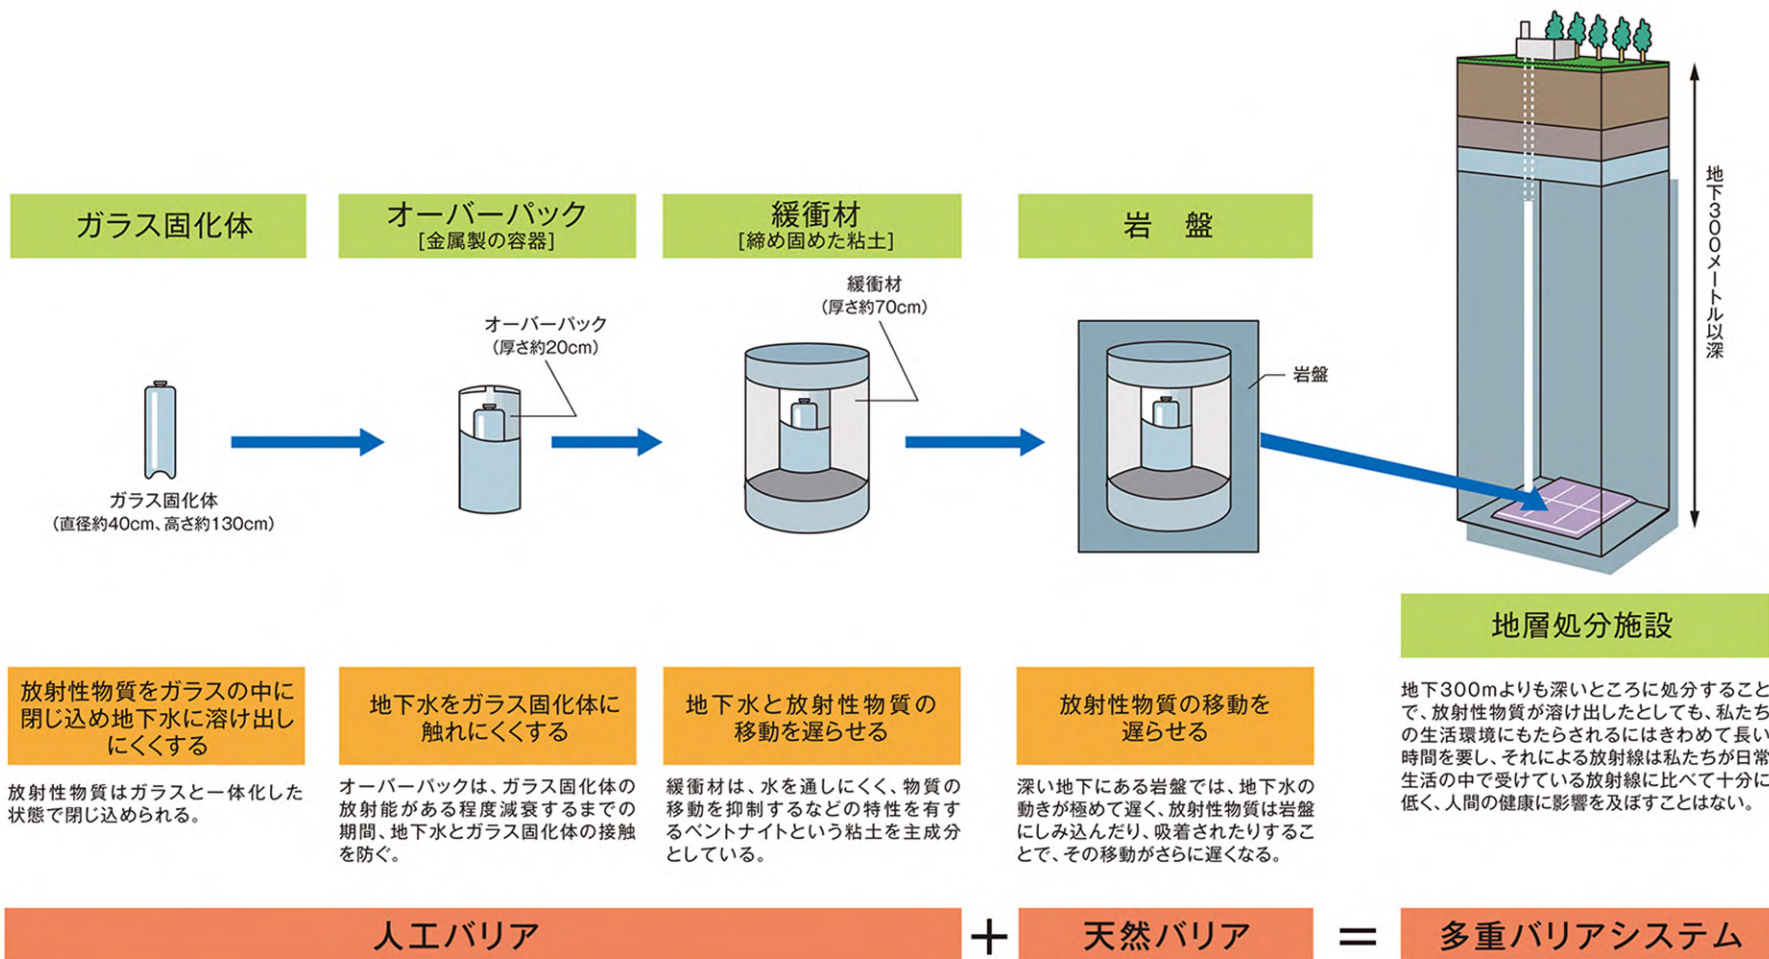 ガラス固化体
オーバーパック
[金属製の容器]
緩衝材
[締め固めた粘土]
岩 盤
地下300メートル以深
緩衝材
(厚さ約70cm)
オーバーパック
(厚さ約20cm)
岩盤
ガラス固化体
(直径約40cm、高さ約130cm)
地層処分施設
放射性物質をガラスの中に
閉じ込め地下水に溶け出し
にくくする
地下水をガラス固化体に
触れにくくする
地下水と放射性物質の
移動を遅らせる
放射性物質の移動を
遅らせる
放射性物質はガラスと一体化した
状態で閉じ込められる。
オーバーパックは、ガラス固化体の
放射能がある程度減衰するまでの
期間、地下水とガラス固化体の接触
を防ぐ。
緩衝材は、水を通しにくく、物質の
移動を抑制するなどの特性を有す
るベントナイトという粘土を主成分
としている。
深い地下にある岩盤では、地下水の
動きが極めて遅く、放射性物質は岩盤
にしみ込んだり、吸着されたりするこ
とで、その移動がさらに遅くなる。
地下300mよりも深いところに処分すること
で、放射性物質が溶け出したとしても、私たち
の生活環境にもたらされるにはきわめて長い
時間を要し、それによる放射線は私たちが日常
生活の中で受けている放射線に比べて十分に
低く、人間の健康に影響を及ぼすことはない。
人工バリア
+
天然バリア
=
多重バリアシステム